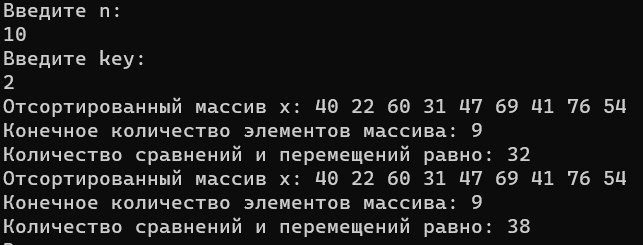 Введите n:
10
Введите key:
2
Отсортированный массив x: 40 22 60 31 47 69 41 76 54
Конечное количество элементов массива: 9
Количество сравнений и перемещений равно: 32
Отсортированный массив x: 40 22 60 31 47 69 41 76 54
Конечное количество элементов массива: 9
Количество сравнений и перемещений равно: 38